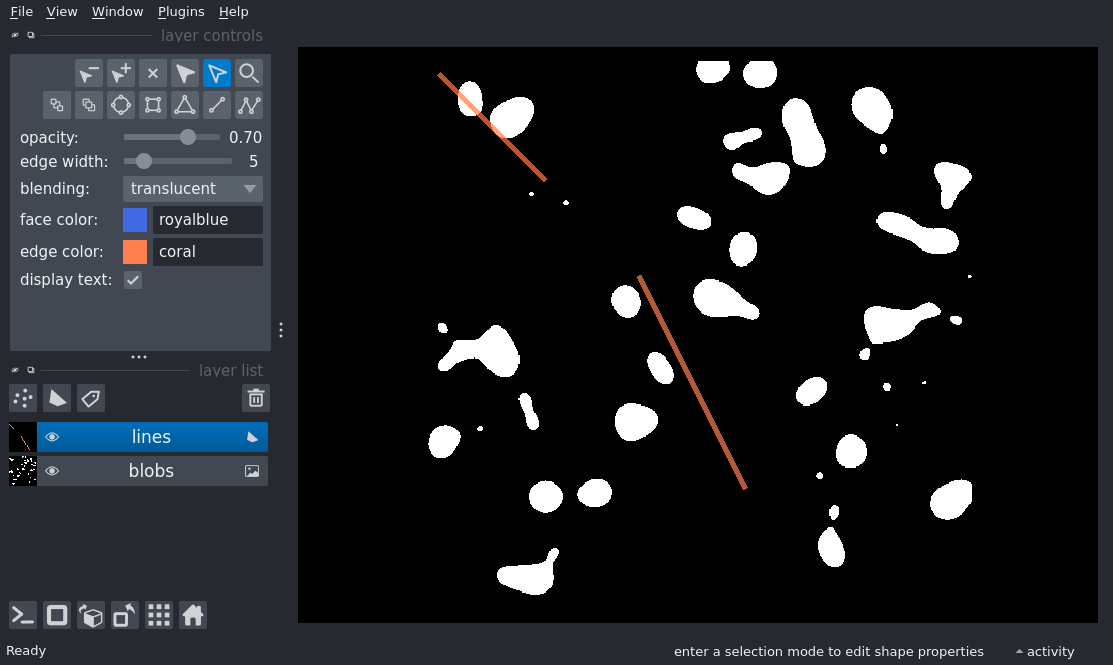 File View Window Plugins Help
layer controls
opacity: 0.70
edge width: 5
blending: translucent
face color: royalblue
edge color: coral
display text:
layer list
lines
blobs
Ready enter a selection mode to edit shape properties activity